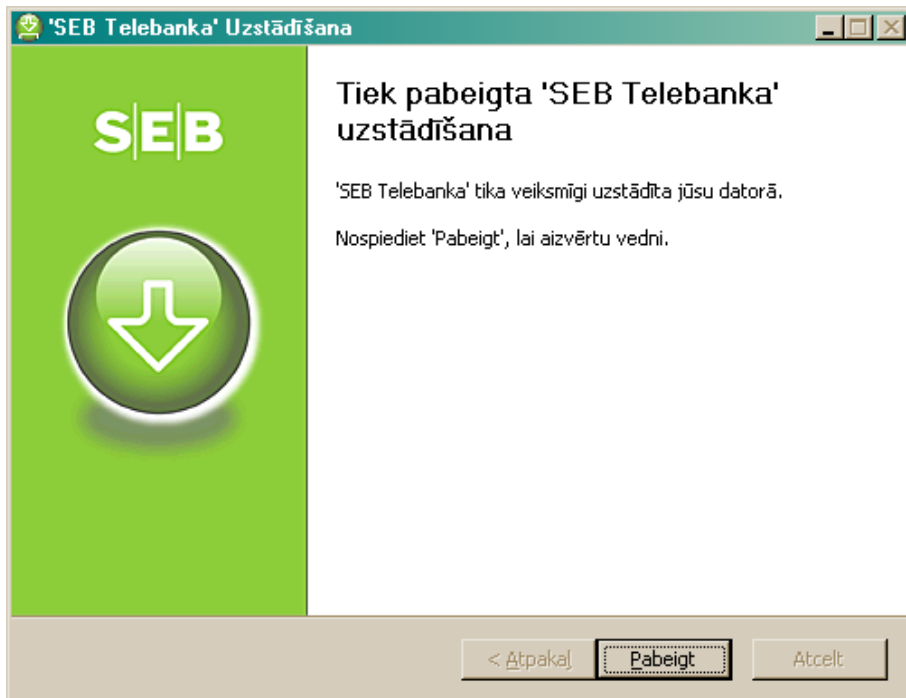 'SEB Telebanka' Uzstādīšana
SEB
Tiek pabeigta 'SEB Telebanka'
uzstādīšana
'SEB Telebanka' tika veiksmīgi uzstādīta jūsu datorā.
Nospiediet 'Pabeigt', lai aizvērtu vedni.
< Atpakaļ
Pabeigt
Atcelt